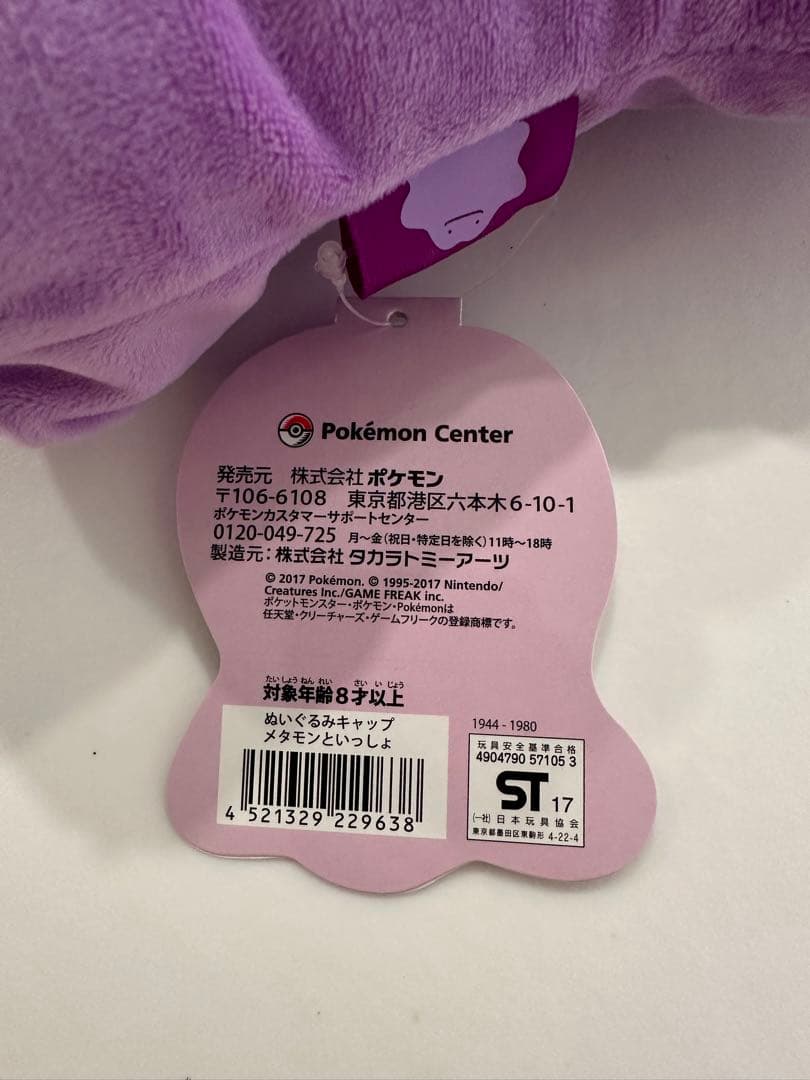 Pokémon Center
発売元 株式会社 ポケモン
〒106-6108 東京都港区六本木6-10-1
ポケモンカスタマーサポートセンター
0120-049-725 月〜金(祝日・特定日を除く)11時〜18時
製造元：株式会社 タカラトミーアーツ
© 2017 Pokémon. © 1995-2017 Nintendo/
Creatures Inc./GAME FREAK inc.
ポケットモンスター・ポケモン・Pokémonは
任天堂・クリーチャーズ・ゲームフリークの登録商標です。
たいしょうねんれい さい いじょう
対象年齢8才以上
ぬいぐるみキャップ
メタモンといっしょ
4 521329 229638
1944 - 1980
玩具安全基準合格
4904790 57105 3
ST 17
(一社)日本玩具協会
東京都墨田区東駒形 4-22-4